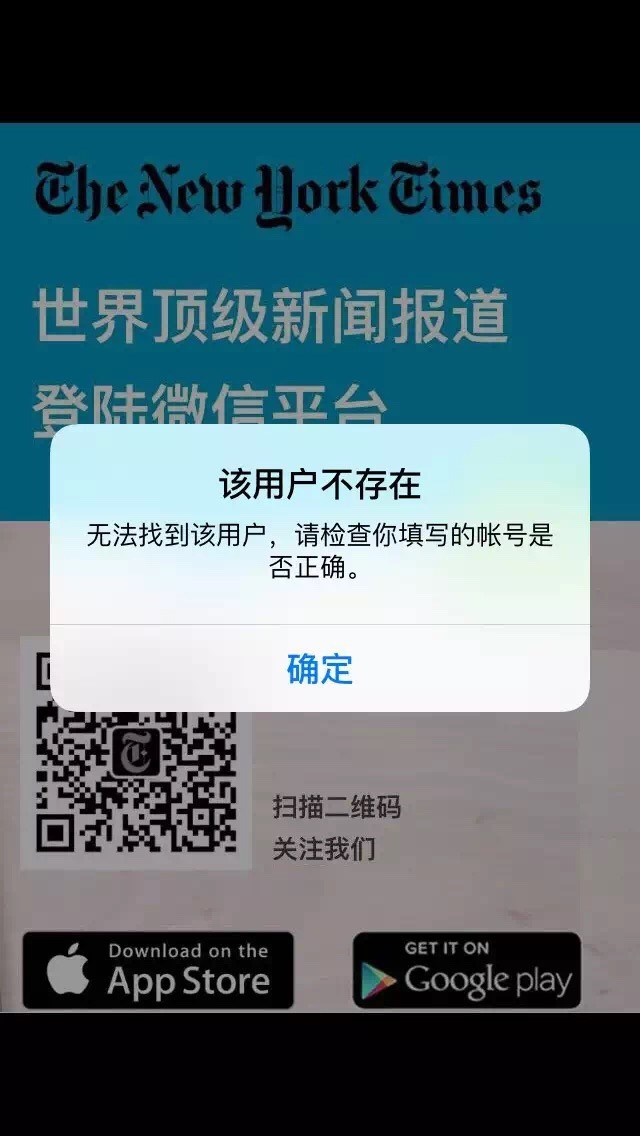 The New York Times
世界顶级新闻报道
登陆微信平台
该用户不存在
无法找到该用户，请检查你填写的帐号是
否正确。
确定
扫描二维码
关注我们
Download on the
App Store
GET IT ON
Google play